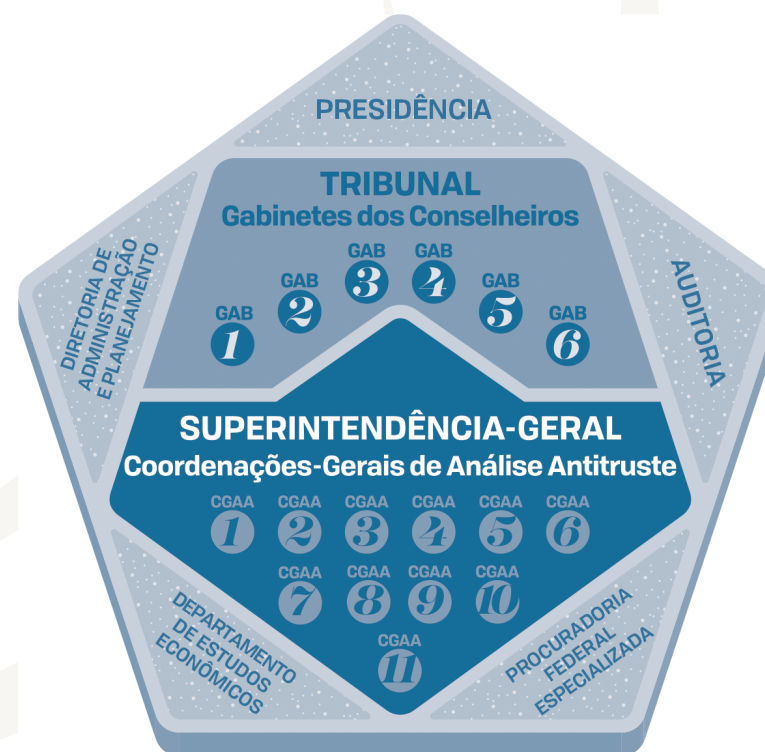 PRESIDÊNCIA
TRIBUNAL
Gabinetes dos Conselheiros
GAB
1
GAB
2
GAB
3
GAB
4
GAB
5
GAB
6
DIRETORIA DE
ADMINISTRAÇÃO
E PLANEJAMENTO
AUDITORIA
SUPERINTENDÊNCIA-GERAL
Coordenações-Gerais de Análise Antitruste
CGAA
1
CGAA
2
CGAA
3
CGAA
4
CGAA
5
CGAA
6
CGAA
7
CGAA
8
CGAA
9
CGAA
10
CGAA
11
DEPARTAMENTO
DE ESTUDOS
ECONÔMICOS
PROCURADORIA
FEDERAL
ESPECIALIZADA